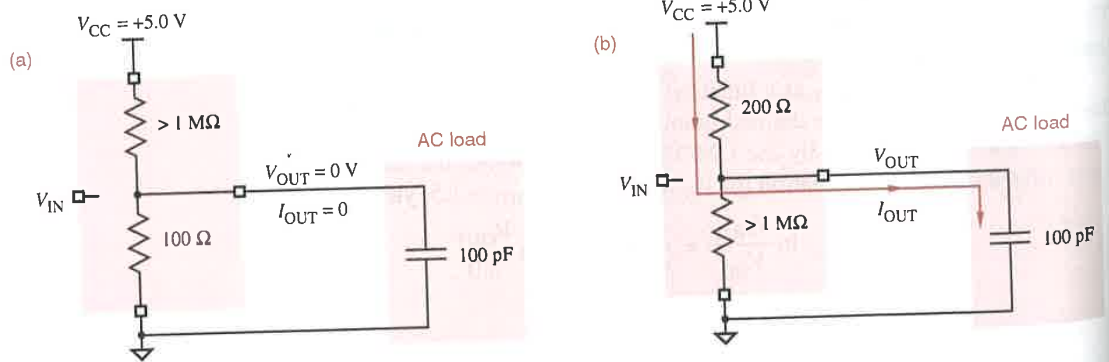 V_CC = +5.0 V
(a)
> 1 MΩ
AC load
V_OUT = 0 V
V_IN
I_OUT = 0
100 Ω
100 pF
V_CC = +5.0 V
(b)
200 Ω
AC load
V_OUT
V_IN
I_OUT
> 1 MΩ
100 pF